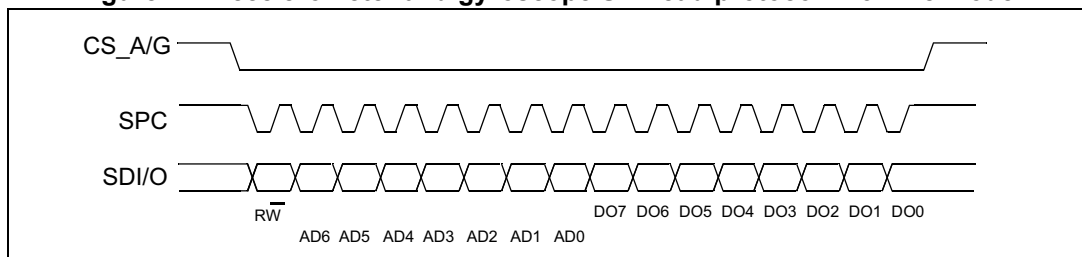 CS_A/G
SPC
SDI/O
RW
DO7 DO6 DO5 DO4 DO3 DO2 DO1 DO0
AD6 AD5 AD4 AD3 AD2 AD1 AD0